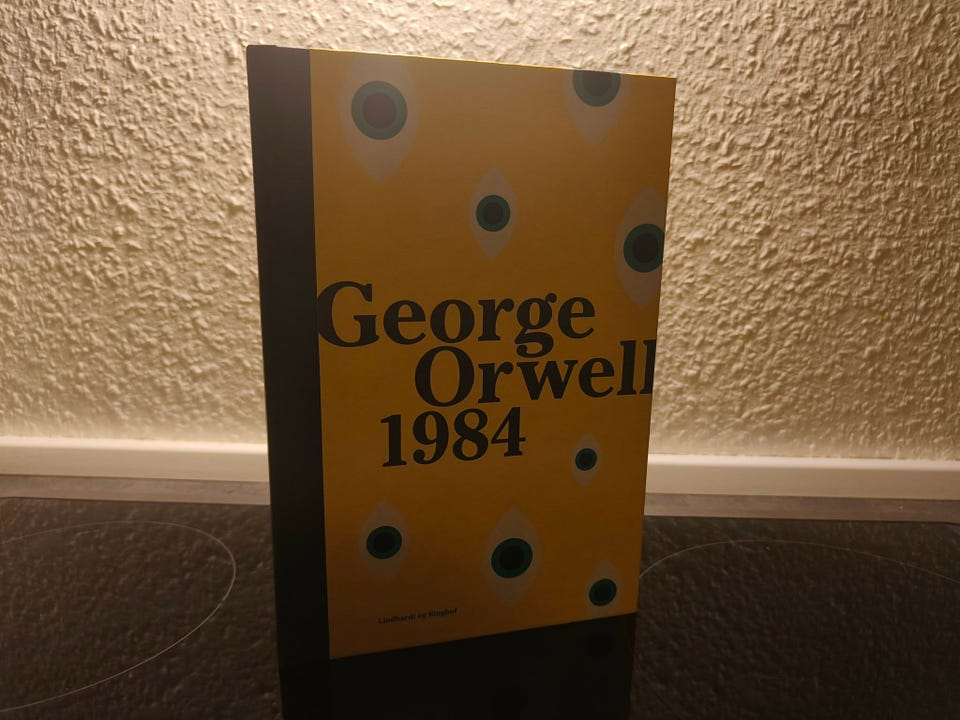 George
Orwell
1984
Lindhardt og Ringhof